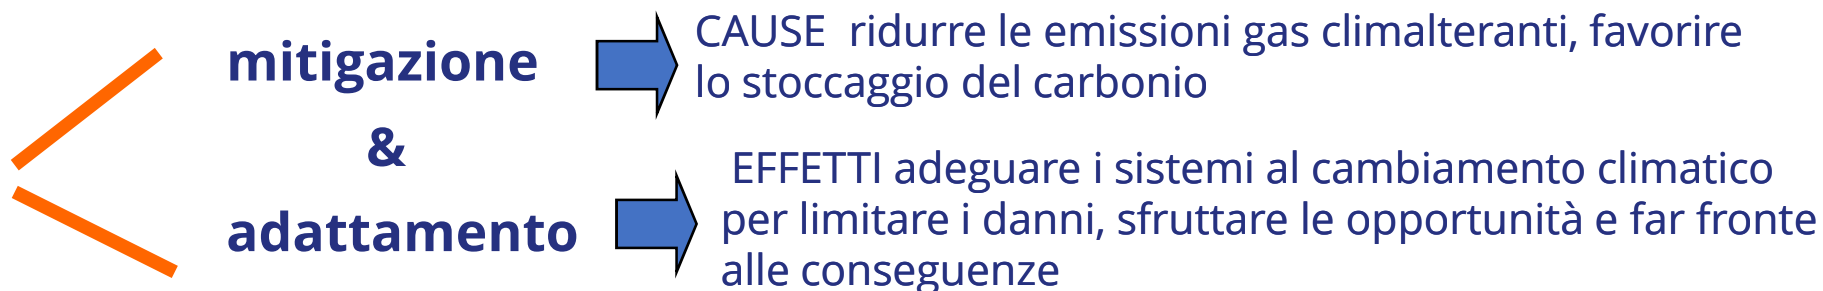 mitigazione
CAUSE  ridurre le emissioni gas climalteranti, favorire
lo stoccaggio del carbonio
&
adattamento
EFFETTI adeguare i sistemi al cambiamento climatico
per limitare i danni, sfruttare le opportunità e far fronte
alle conseguenze